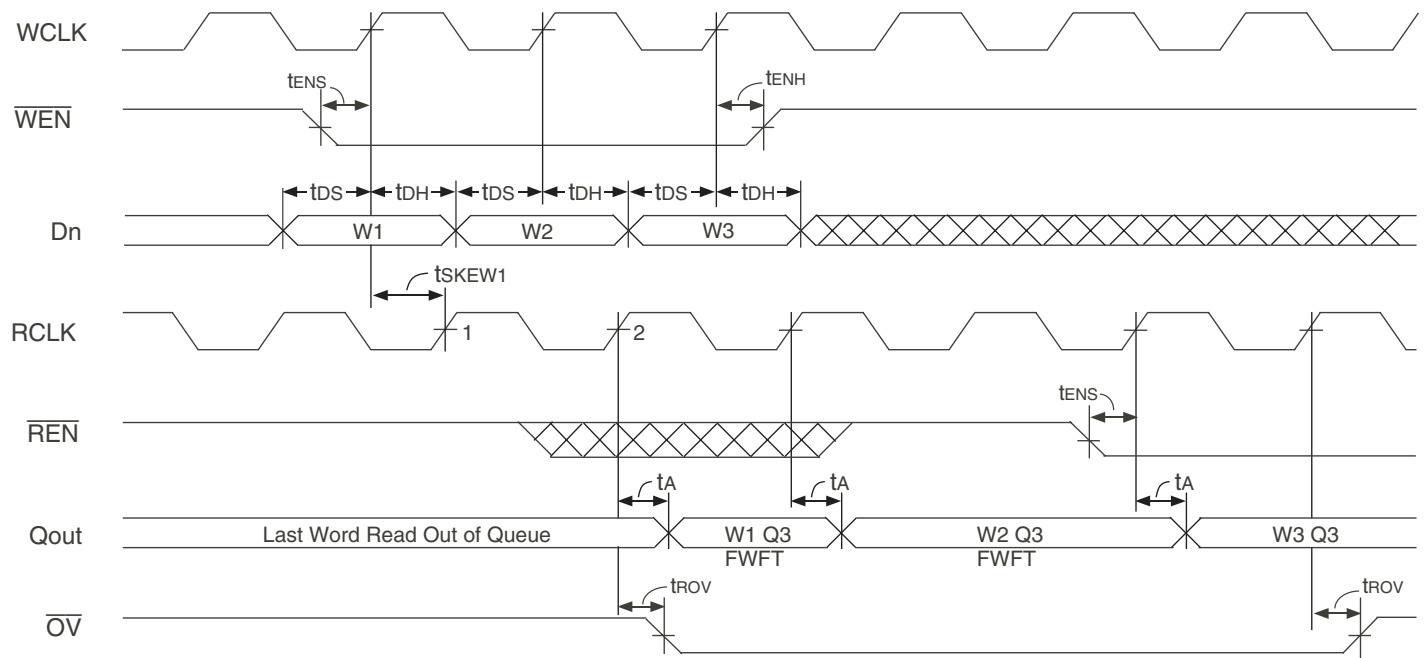 WCLK
tENS
tENH
WEN
tDS tDH tDS tDH tDS tDH
Dn W1 W2 W3
tSKEW1
RCLK 1 2
tENS
REN
tA tA tA
Qout Last Word Read Out of Queue W1 Q3 W2 Q3 W3 Q3
FWFT FWFT
tROV tROV
OV